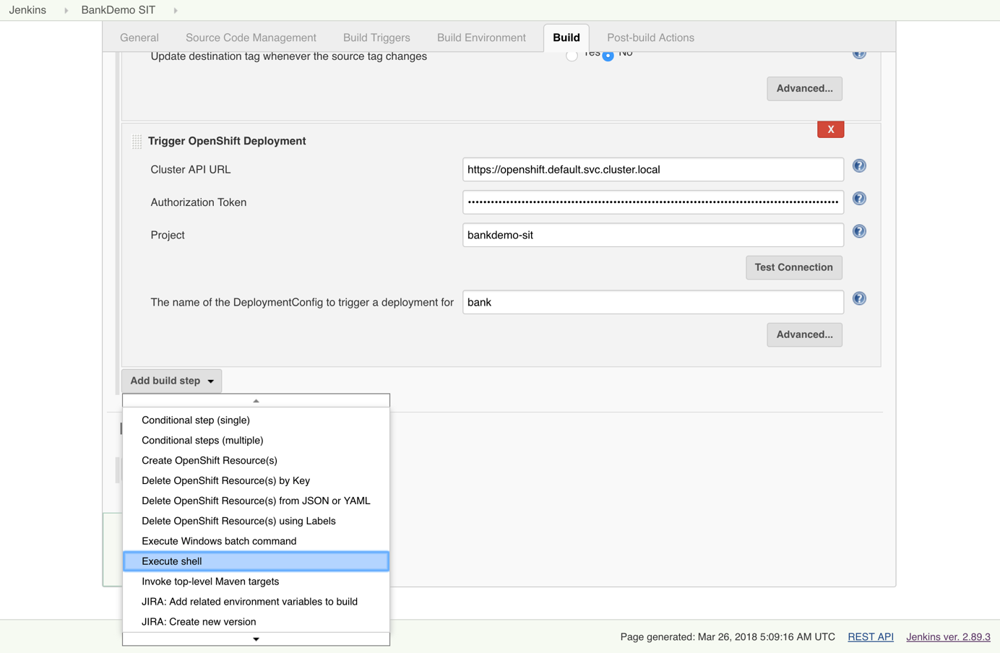 Jenkins BankDemo SIT
General Source Code Management Build Triggers Build Environment Build Post-build Actions
Update destination tag whenever the source tag changes Yes No
Advanced...
X
Trigger OpenShift Deployment
Cluster API URL https://openshift.default.svc.cluster.local
Authorization Token
Project bankdemo-sit
Test Connection
The name of the DeploymentConfig to trigger a deployment for bank
Advanced...
Add build step
Conditional step (single)
Conditional steps (multiple)
Create OpenShift Resource(s)
Delete OpenShift Resource(s) by Key
Delete OpenShift Resource(s) from JSON or YAML
Delete OpenShift Resource(s) using Labels
Execute Windows batch command
Execute shell
Invoke top-level Maven targets
JIRA: Add related environment variables to build
JIRA: Create new version
Page generated: Mar 26, 2018 5:09:16 AM UTC REST API Jenkins ver. 2.89.3